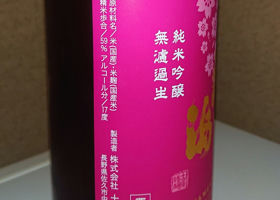 純米吟醸
無濾過生
原材料名/米(国産)・米麹(国産米)
精米歩合/59% アルコール分/17度
製造者 株式会社 土
長野県佐久市中